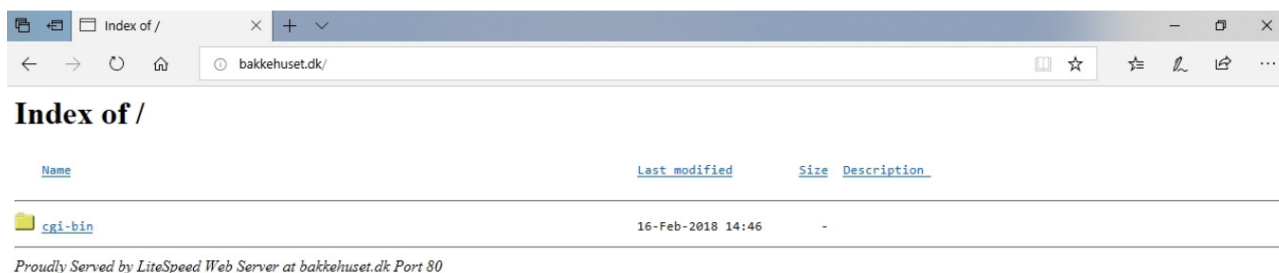 Index of /
bakkehuset.dk/
Index of /
Name Last modified Size Description
cgi-bin 16-Feb-2018 14:46 -
Proudly Served by LiteSpeed Web Server at bakkehuset.dk Port 80